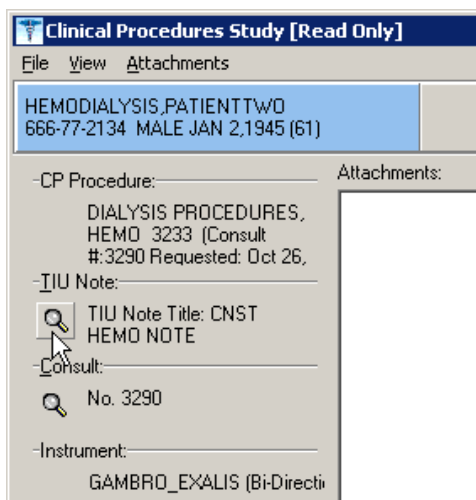 Clinical Procedures Study [Read Only]
File View Attachments
HEMODIALYSIS,PATIENTTWO
666-77-2134 MALE JAN 2,1945 (61)
CP Procedure:
DIALYSIS PROCEDURES,
HEMO 3233 (Consult
#:3290 Requested: Oct 26,
TIU Note:
TIU Note Title: CNST
HEMO NOTE
Consult:
No. 3290
Instrument:
GAMBRO_EXALIS (Bi-Directi
Attachments: